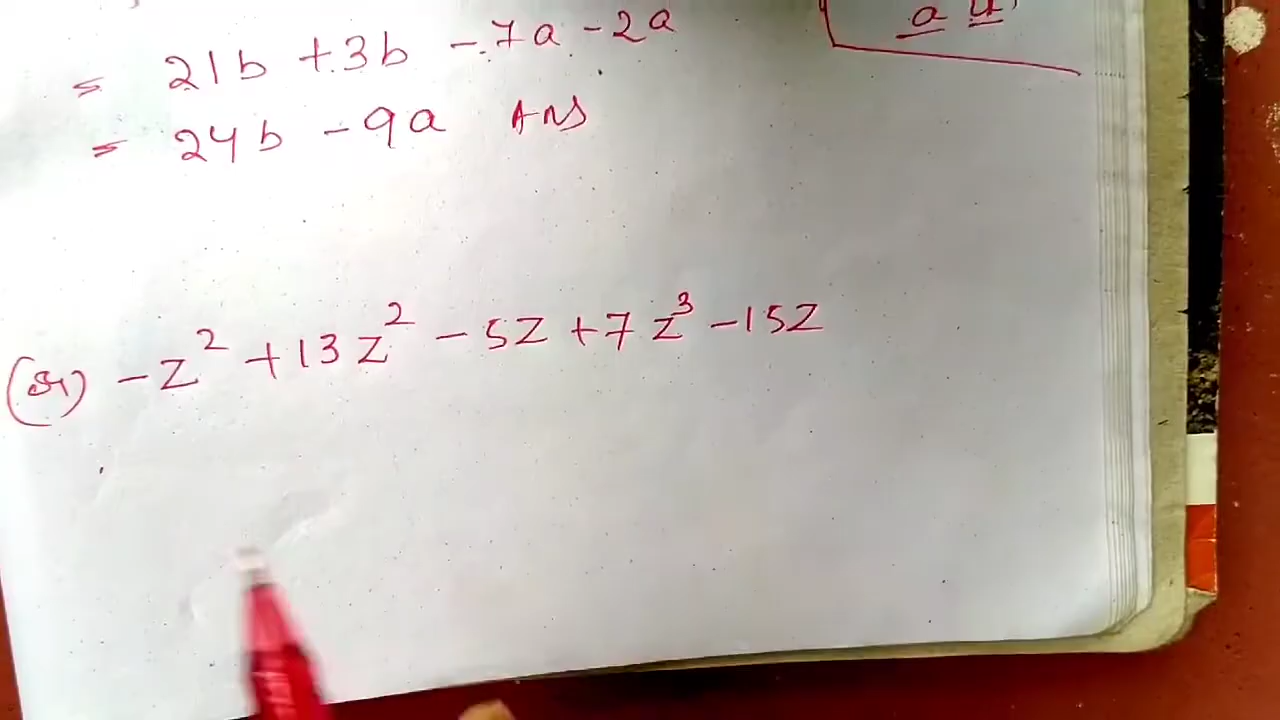 a u
= 21b + 3b - 7a - 2a
= 24b - 9a Ans
-z² + 13z² - 5z + 7z³ - 15z